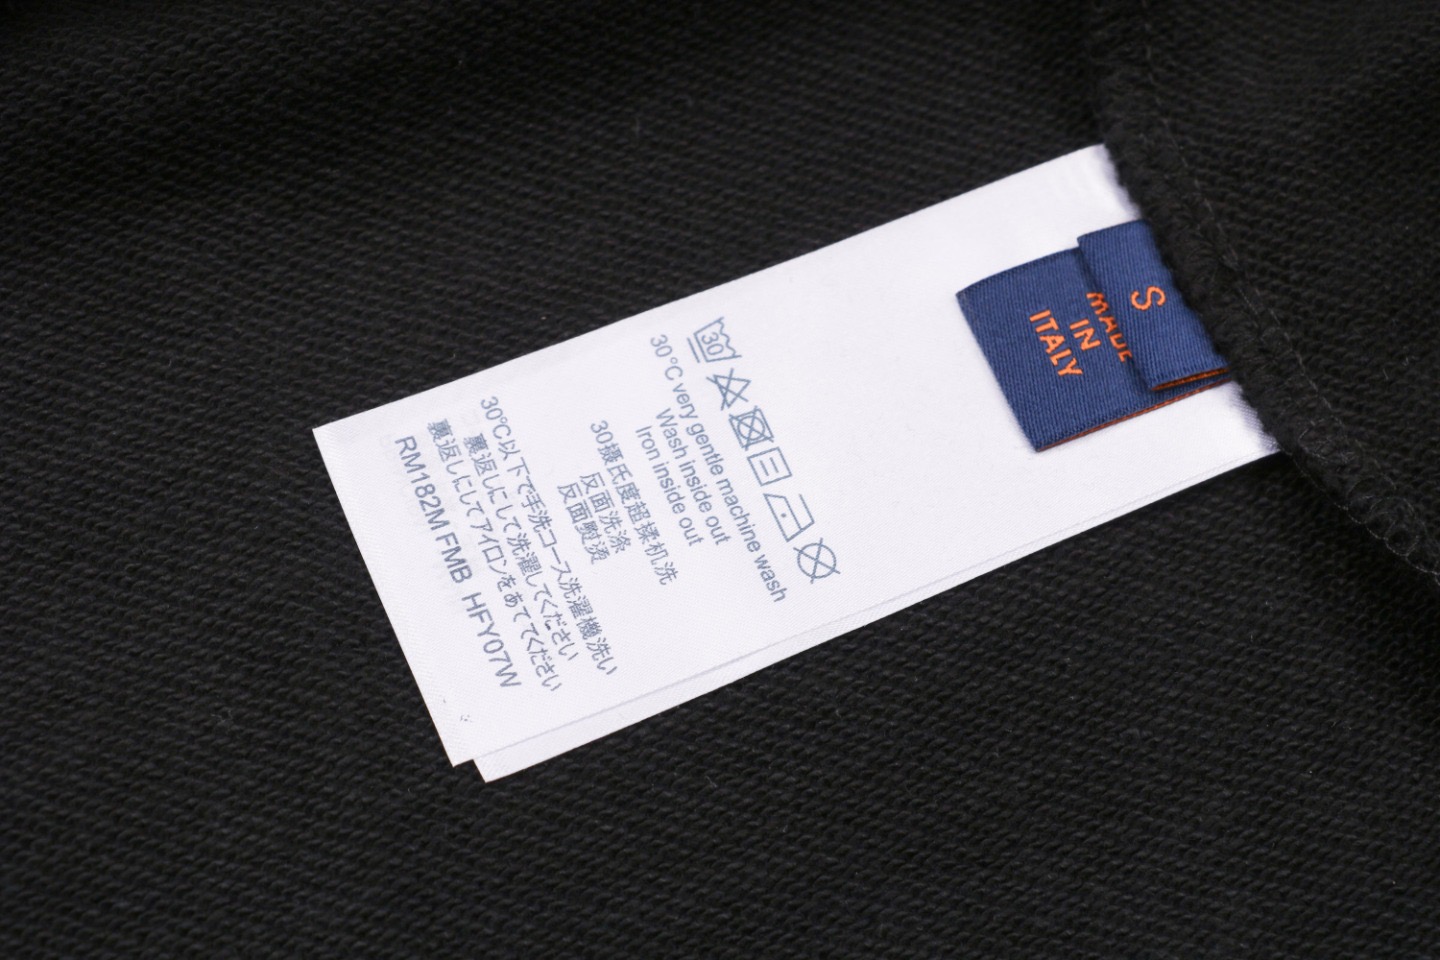 S
MADE
IN
ITALY
30
30°C very gentle machine wash
Wash inside out
Iron inside out
30摄氏度超揉机洗
反面洗涤
反面熨烫
30℃以下で手洗コース洗濯機洗い
裏返しにして洗濯してください
裏返しにしてアイロンをあててください
RM182M FMB HFY07W